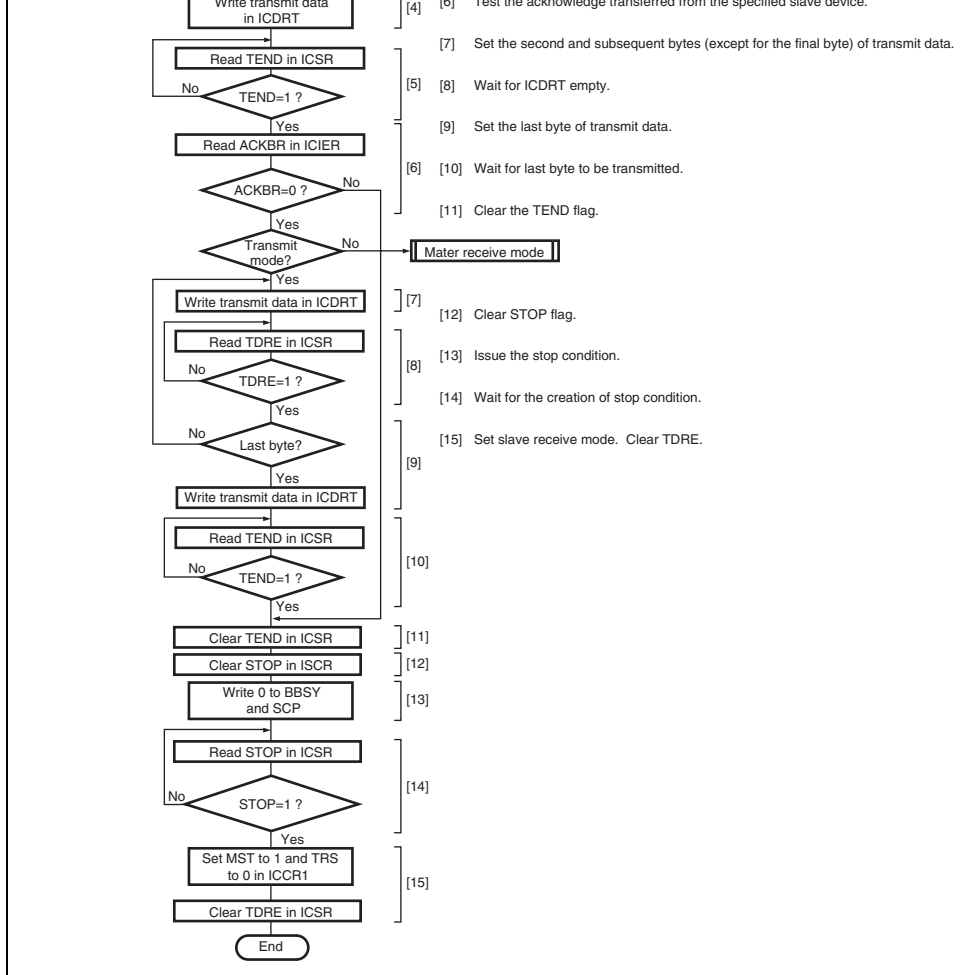 Write transmit data
in ICDRT
[4]
[6] Test the acknowledge transferred from the specified slave device.
[7] Set the second and subsequent bytes (except for the final byte) of transmit data.
Read TEND in ICSR
No
TEND=1 ?
[5]
[8] Wait for ICDRT empty.
Yes
[9] Set the last byte of transmit data.
Read ACKBR in ICIER
[6]
[10] Wait for last byte to be transmitted.
ACKBR=0 ?
No
[11] Clear the TEND flag.
Yes
Transmit
mode?
No
Mater receive mode
Yes
Write transmit data in ICDRT
[7]
[12] Clear STOP flag.
Read TDRE in ICSR
[8]
[13] Issue the stop condition.
No
TDRE=1 ?
[14] Wait for the creation of stop condition.
Yes
No
Last byte?
[15] Set slave receive mode. Clear TDRE.
[9]
Yes
Write transmit data in ICDRT
Read TEND in ICSR
[10]
No
TEND=1 ?
Yes
Clear TEND in ICSR
[11]
Clear STOP in ISCR
[12]
Write 0 to BBSY
and SCP
[13]
Read STOP in ICSR
[14]
No
STOP=1 ?
Yes
Set MST to 1 and TRS
to 0 in ICCR1
[15]
Clear TDRE in ICSR
End